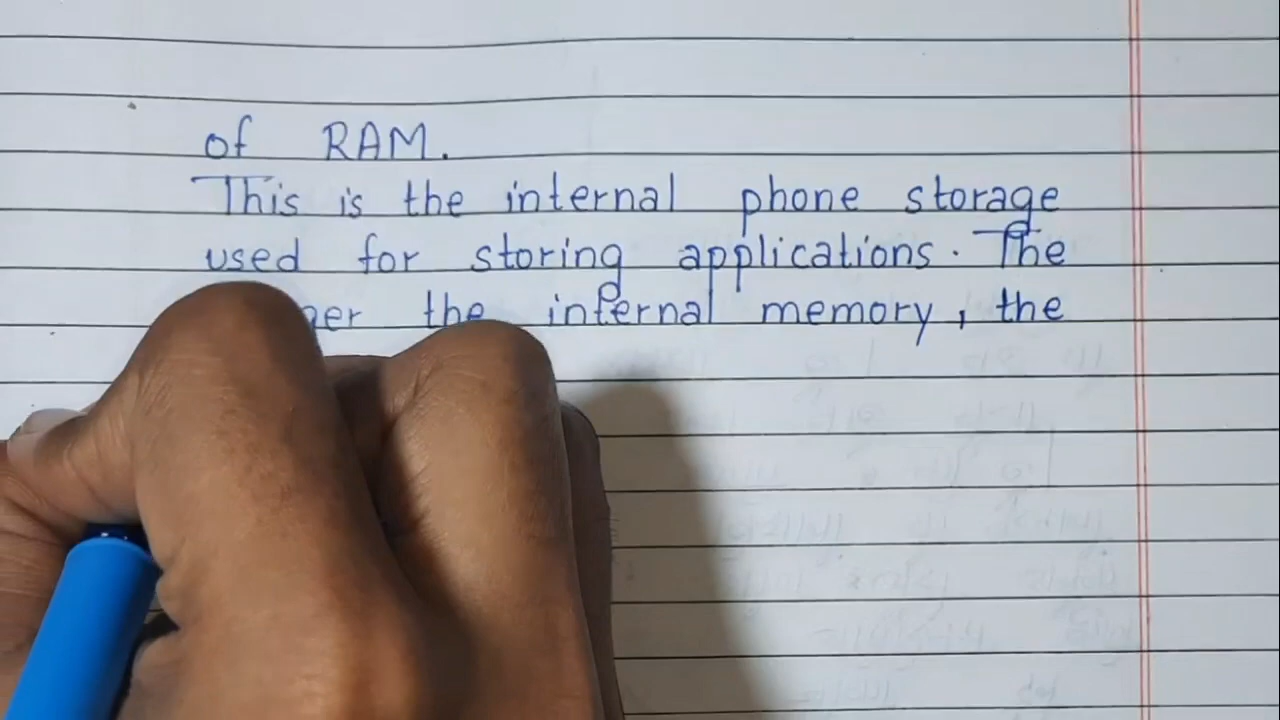 of RAM.
This is the internal phone storage
used for storing applications. The
the internal memory, the